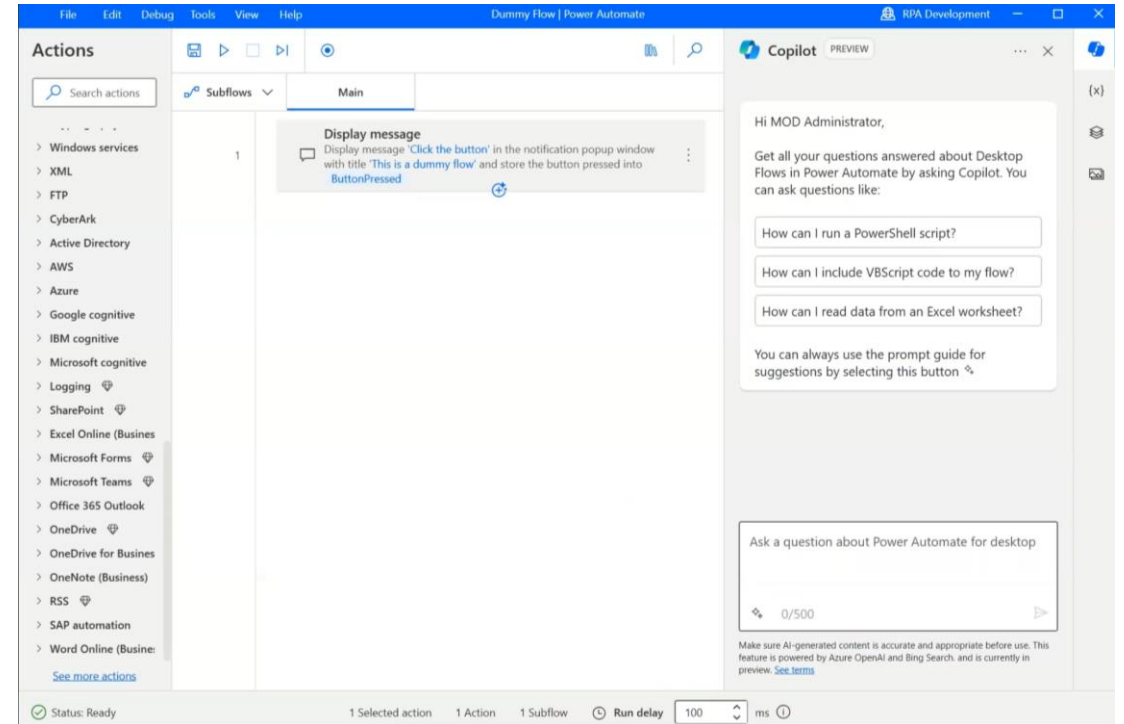 File Edit Debug Tools View Help Dummy Flow | Power Automate RPA Development
Actions
Search actions
Windows services
XML
FTP
CyberArk
Active Directory
AWS
Azure
Google cognitive
IBM cognitive
Microsoft cognitive
Logging
SharePoint
Excel Online (Busines
Microsoft Forms
Microsoft Teams
Office 365 Outlook
OneDrive
OneDrive for Busines
OneNote (Business)
RSS
SAP automation
Word Online (Busine:
See more actions
Subflows Main
1
Display message
Display message 'Click the button' in the notification popup window
with title 'This is a dummy flow' and store the button pressed into
ButtonPressed
Copilot PREVIEW
{x}
Hi MOD Administrator,
Get all your questions answered about Desktop
Flows in Power Automate by asking Copilot. You
can ask questions like:
How can I run a PowerShell script?
How can I include VBScript code to my flow?
How can I read data from an Excel worksheet?
You can always use the prompt guide for
suggestions by selecting this button
Ask a question about Power Automate for desktop
0/500
Make sure AI-generated content is accurate and appropriate before use. This
feature is powered by Azure OpenAI and Bing Search. and is currently in
preview. See terms
Status: Ready 1 Selected action 1 Action 1 Subflow Run delay 100 ms